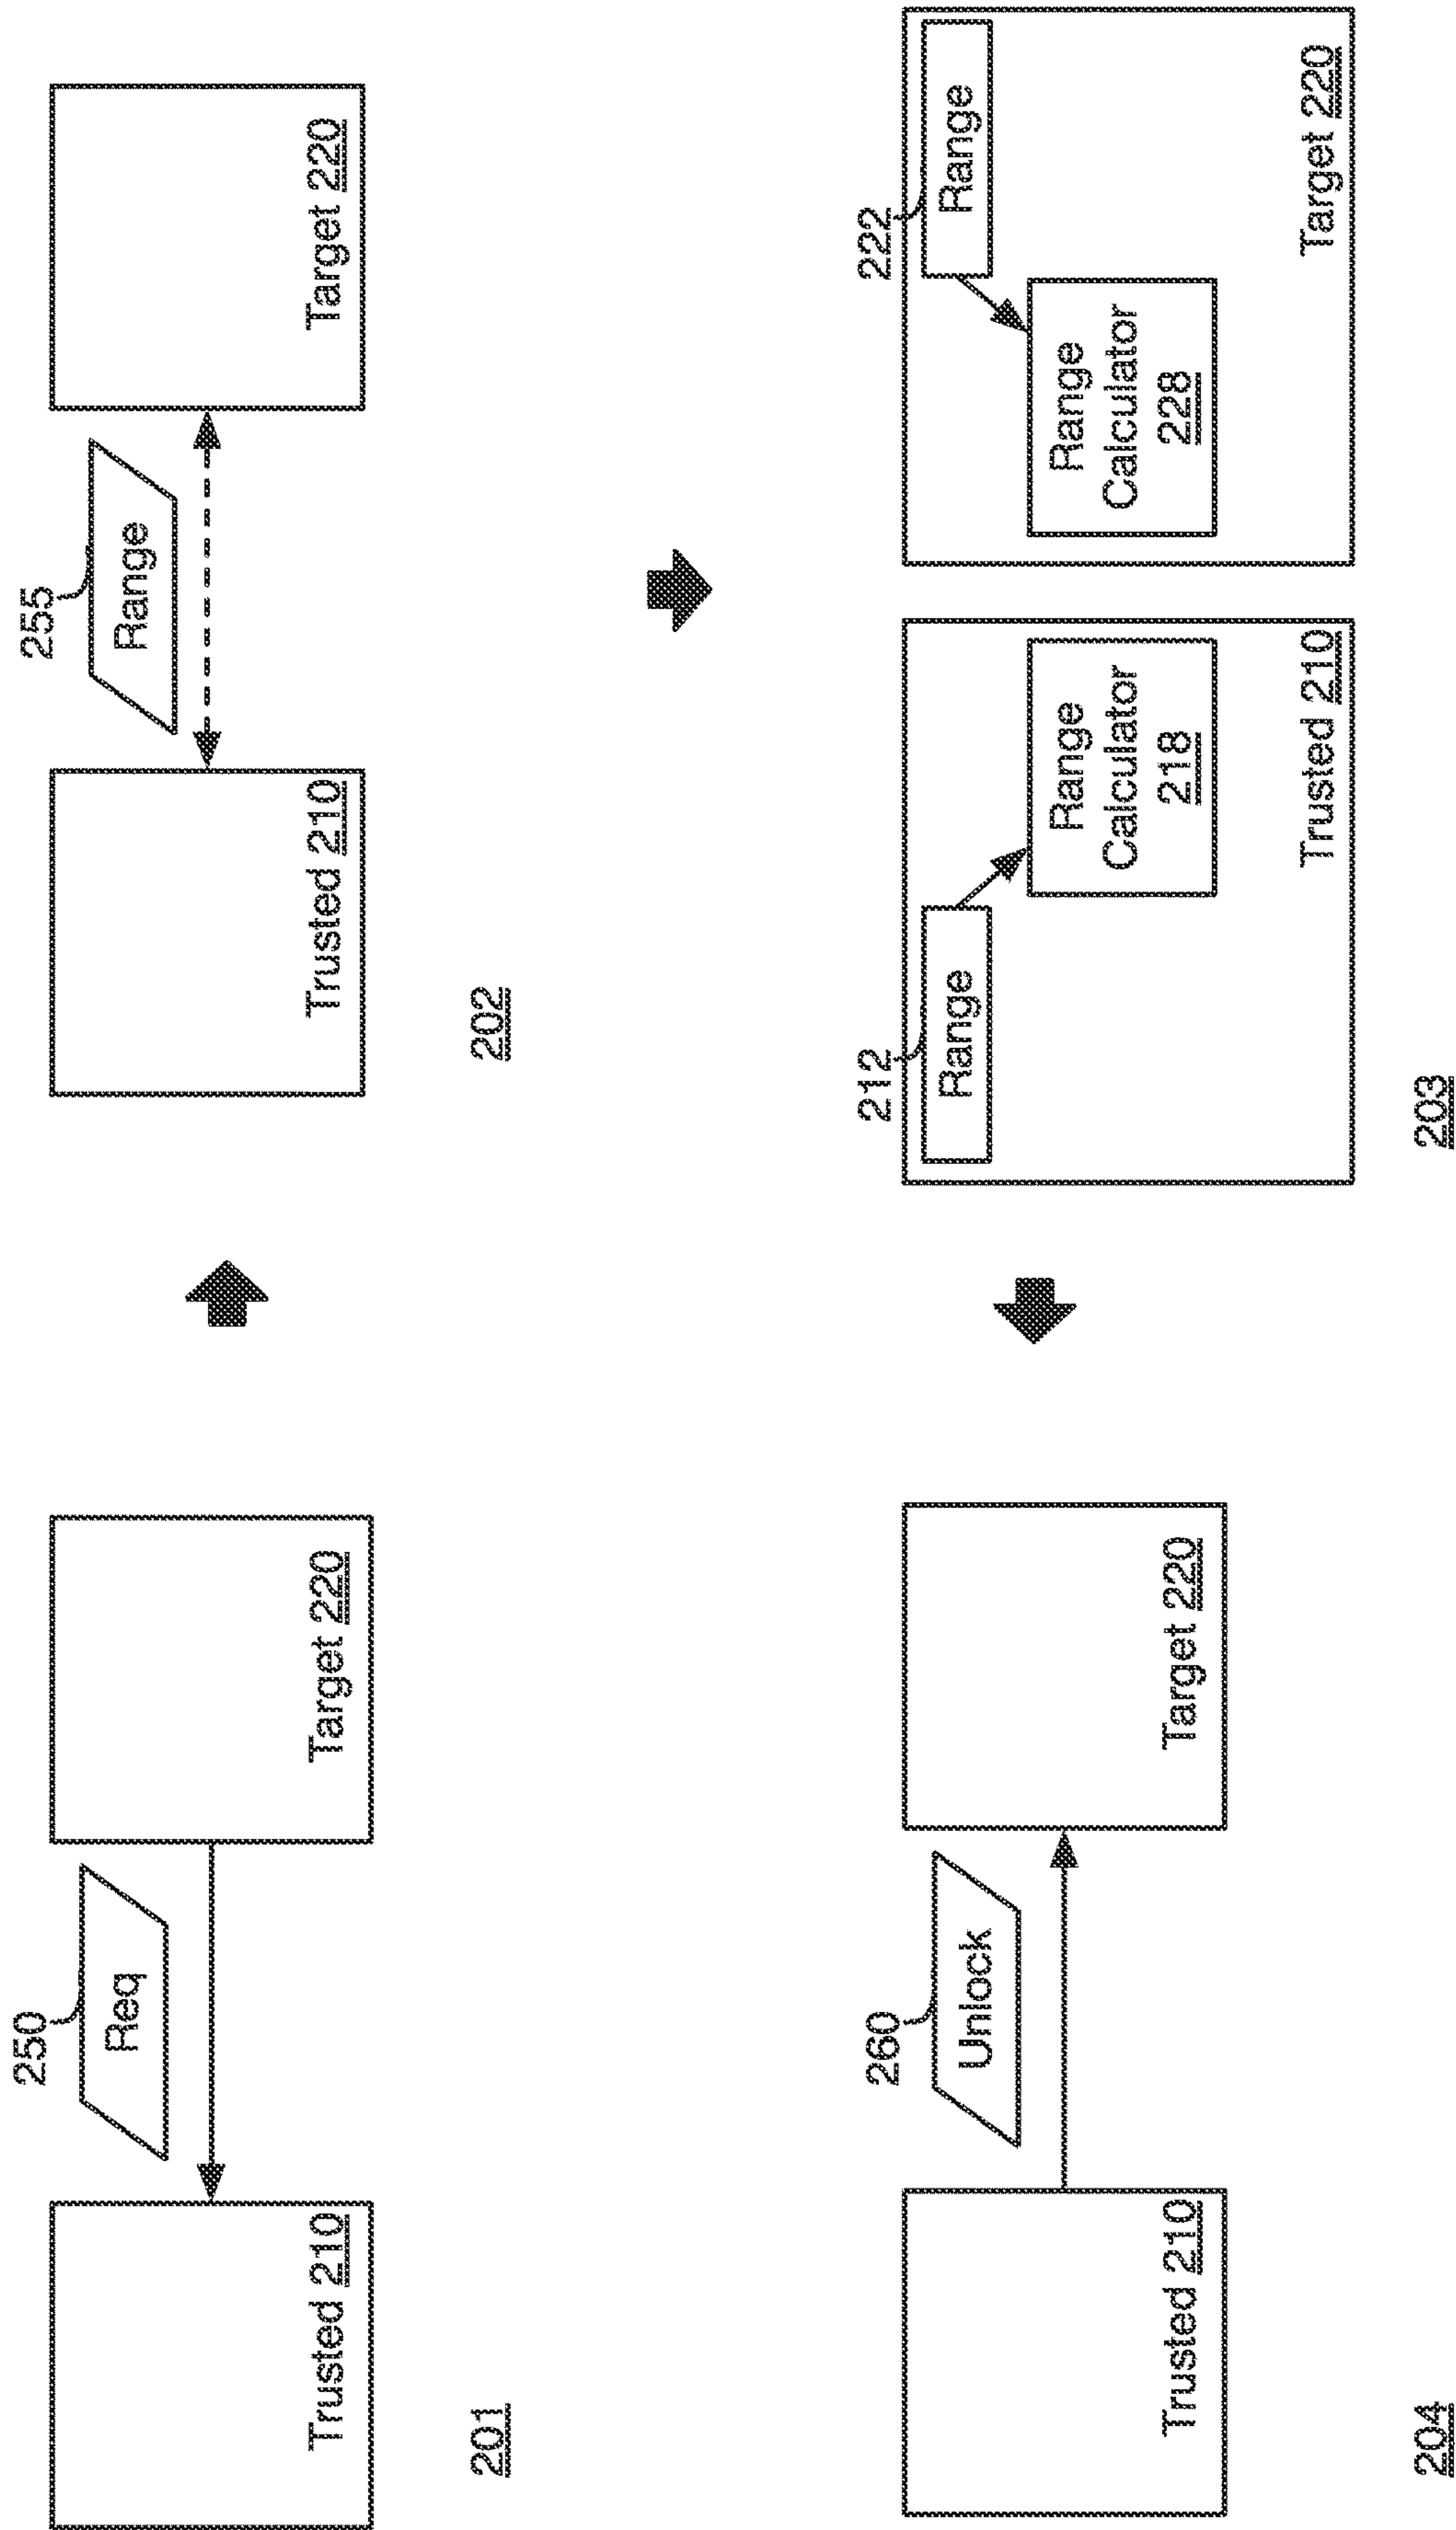 250
Req
Trusted 210
Target 220
201
255
Range
Trusted 210
Target 220
202
212
Range
Range
Calculator
218
Trusted 210
222
Range
Range
Calculator
228
Target 220
203
260
Unlock
Trusted 210
Target 220
204